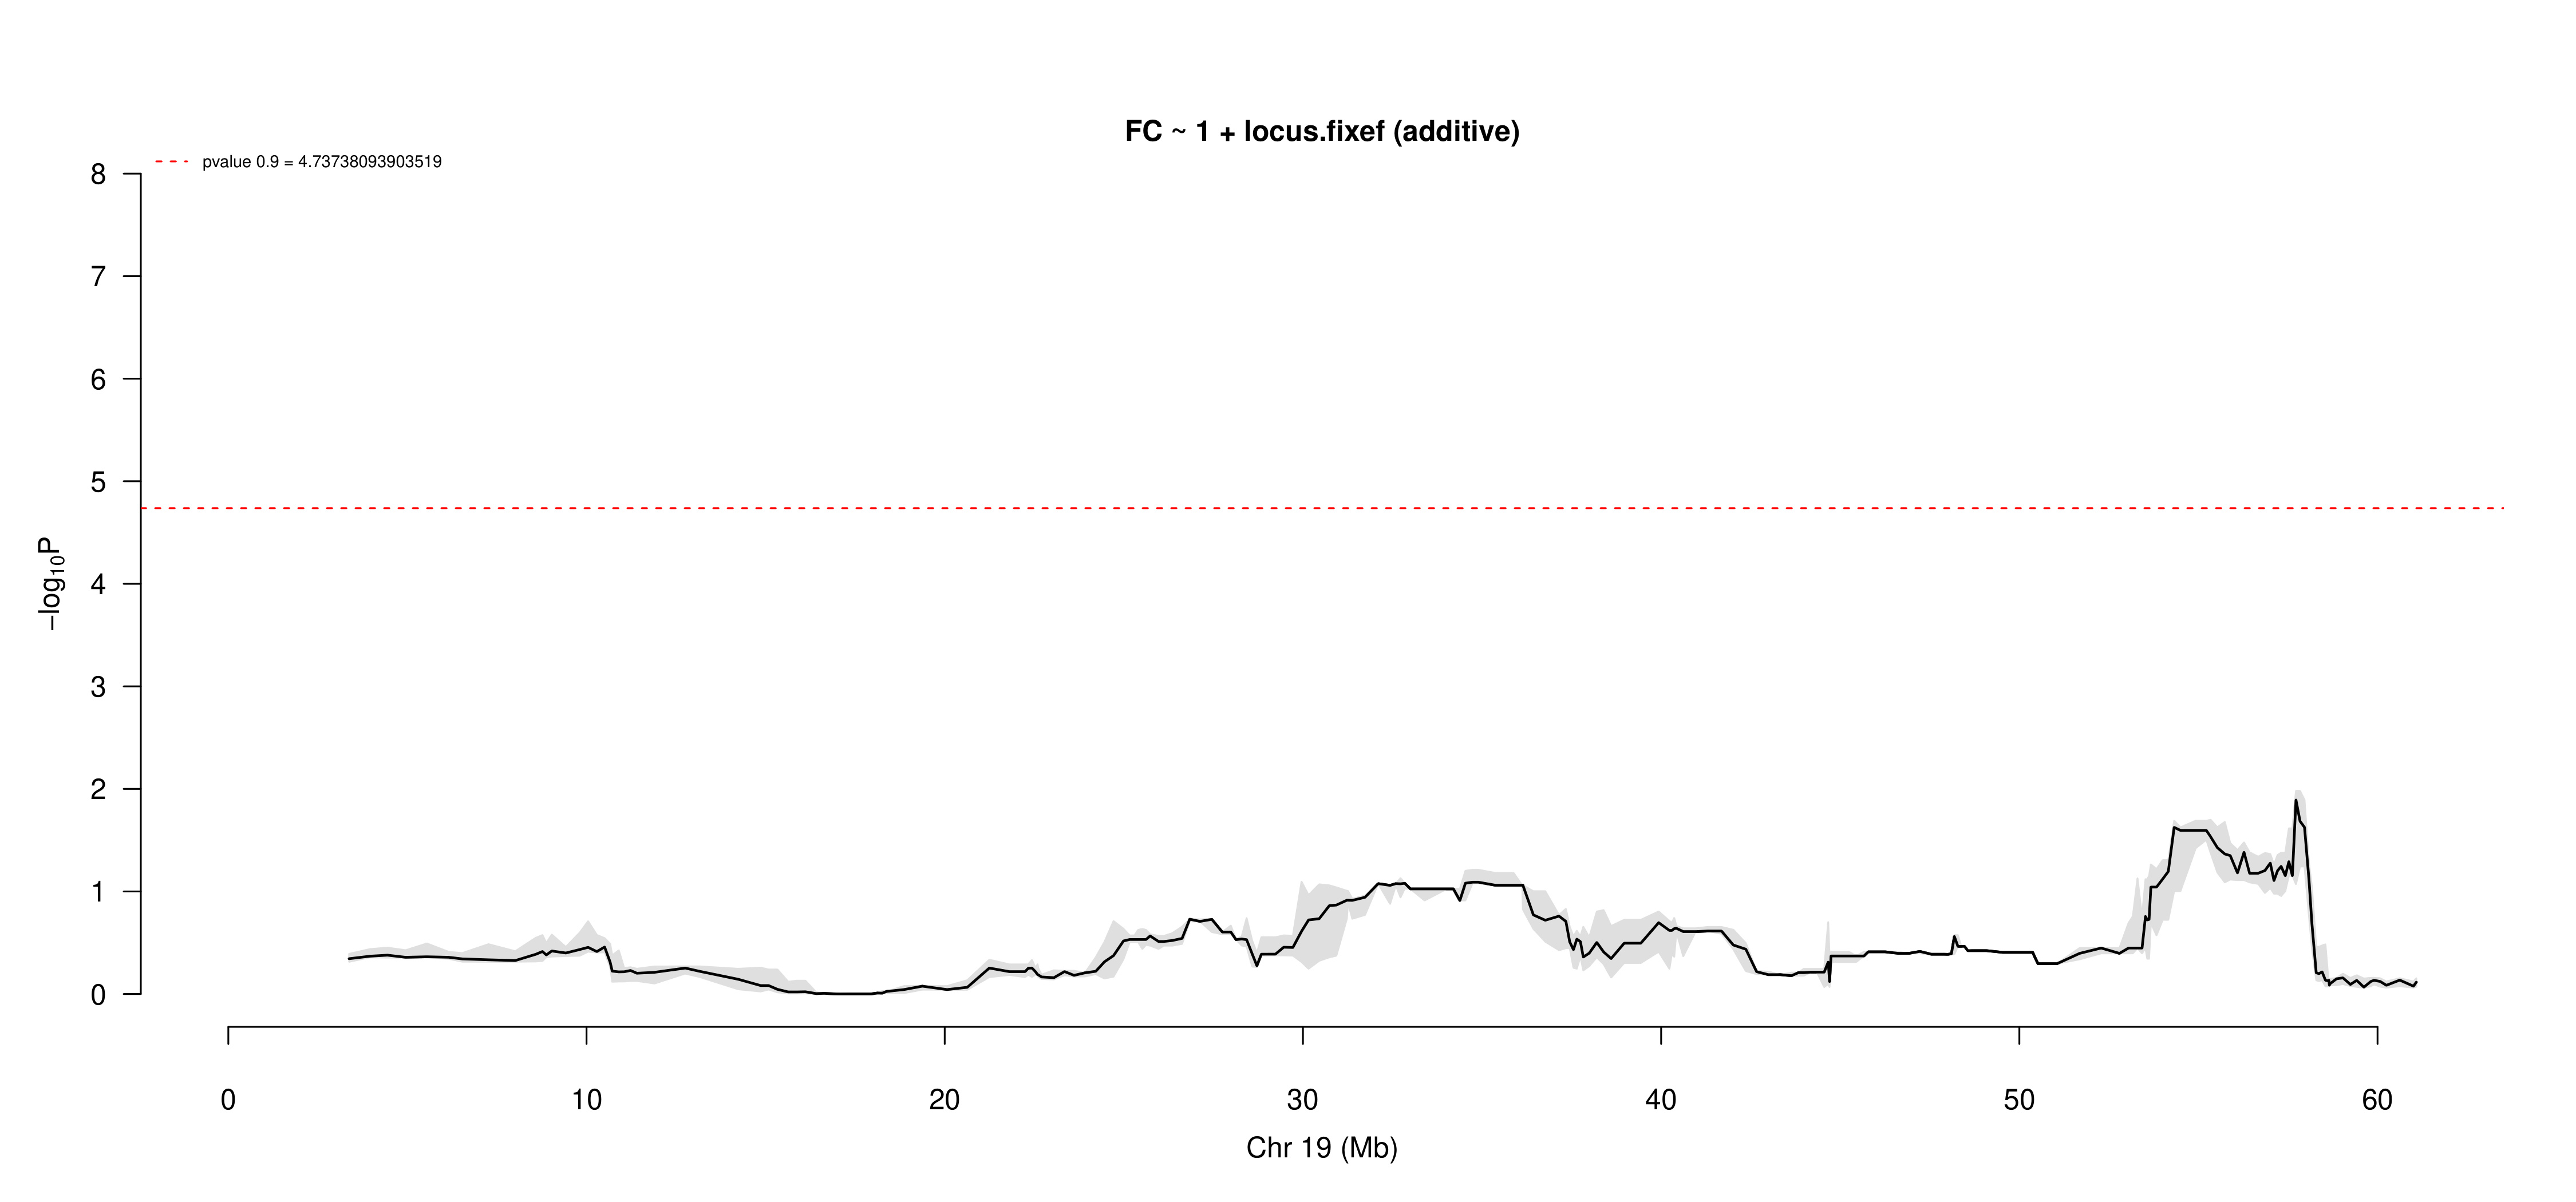 FC ~ 1 + locus.fixef (additive)
pvalue 0.9 = 4.73738093903519
8
7
6
5
4
3
2
1
0
−log10P
0 10 20 30 40 50 60
Chr 19 (Mb)